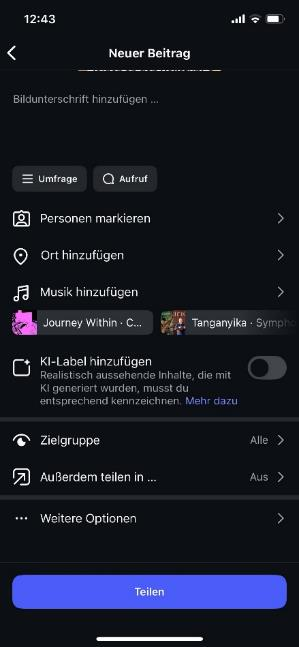 12:43
Neuer Beitrag
Bildunterschrift hinzufügen ...
Umfrage
Aufruf
Personen markieren
Ort hinzufügen
Musik hinzufügen
Journey Within · C...
Tanganyika · Sympho
KI-Label hinzufügen
Realistisch aussehende Inhalte, die mit
KI generiert wurden, musst du
entsprechend kennzeichnen. Mehr dazu
Zielgruppe
Alle
Außerdem teilen in ...
Aus
Weitere Optionen
Teilen